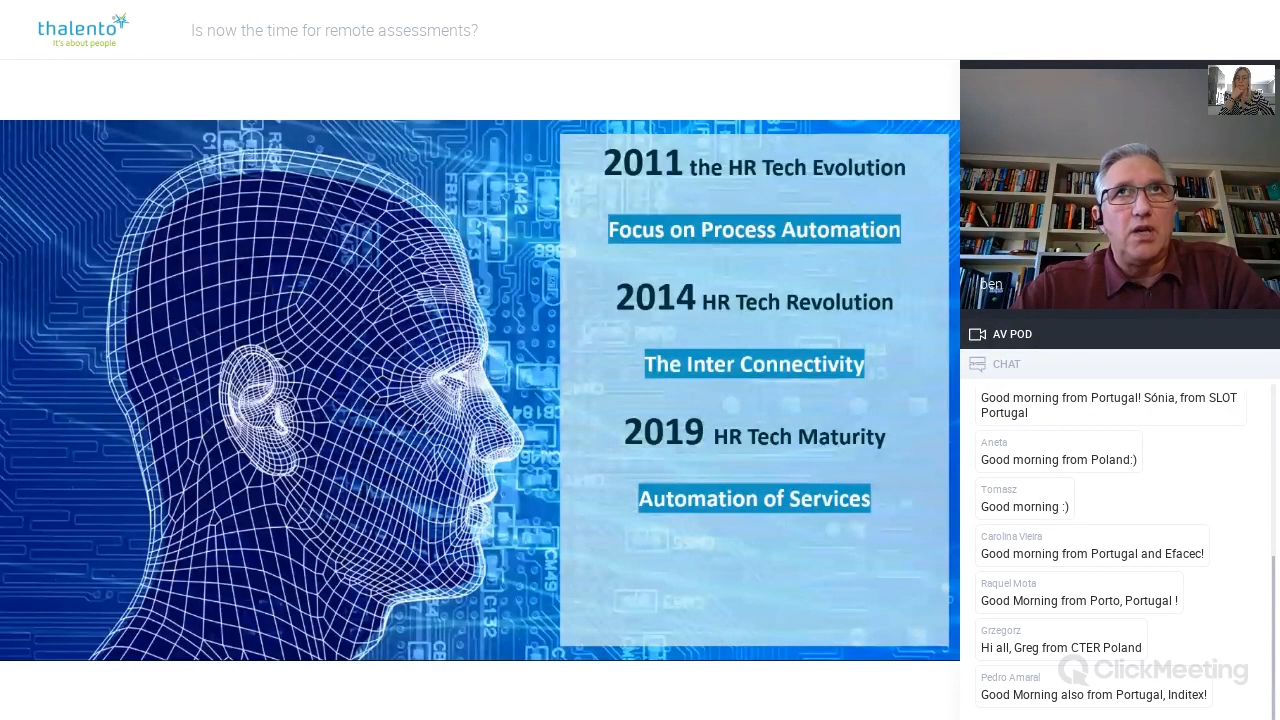 thalento
It's about people
Is now the time for remote assessments?
2011 the HR Tech Evolution
Focus on Process Automation
2014 HR Tech Revolution
The Inter Connectivity
2019 HR Tech Maturity
Automation of Services
CM42
CB184
CM49
C132
ben
AV POD
CHAT
Good morning from Portugal! Sónia, from SLOT
Portugal
Aneta
Good morning from Poland:)
Tomasz
Good morning :)
Carolina Vieira
Good morning from Portugal and Efacec!
Raquel Mota
Good Morning from Porto, Portugal !
Grzegorz
Hi all, Greg from CTER Poland
ClickMeeting
Pedro Amaral
Good Morning also from Portugal, Inditex!